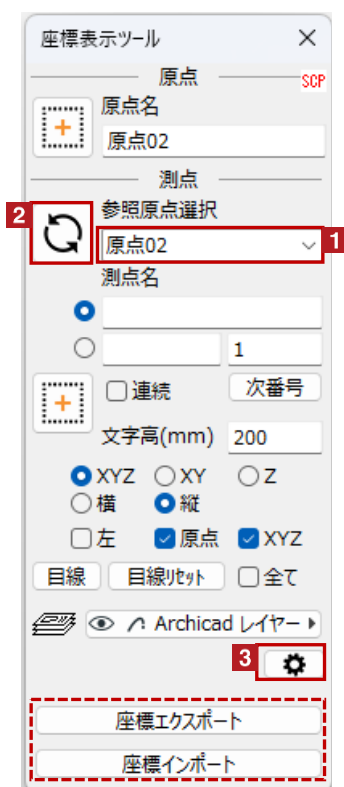 座標表示ツール
原点
SCP
原点名
原点02
測点
2
参照原点選択
原点02
1
測点名
1
連続
次番号
文字高(mm)
200
XYZ
XY
Z
横
縦
左
原点
XYZ
目線
目線リセット
全て
Archicad レイヤー
3
座標エクスポート
座標インポート